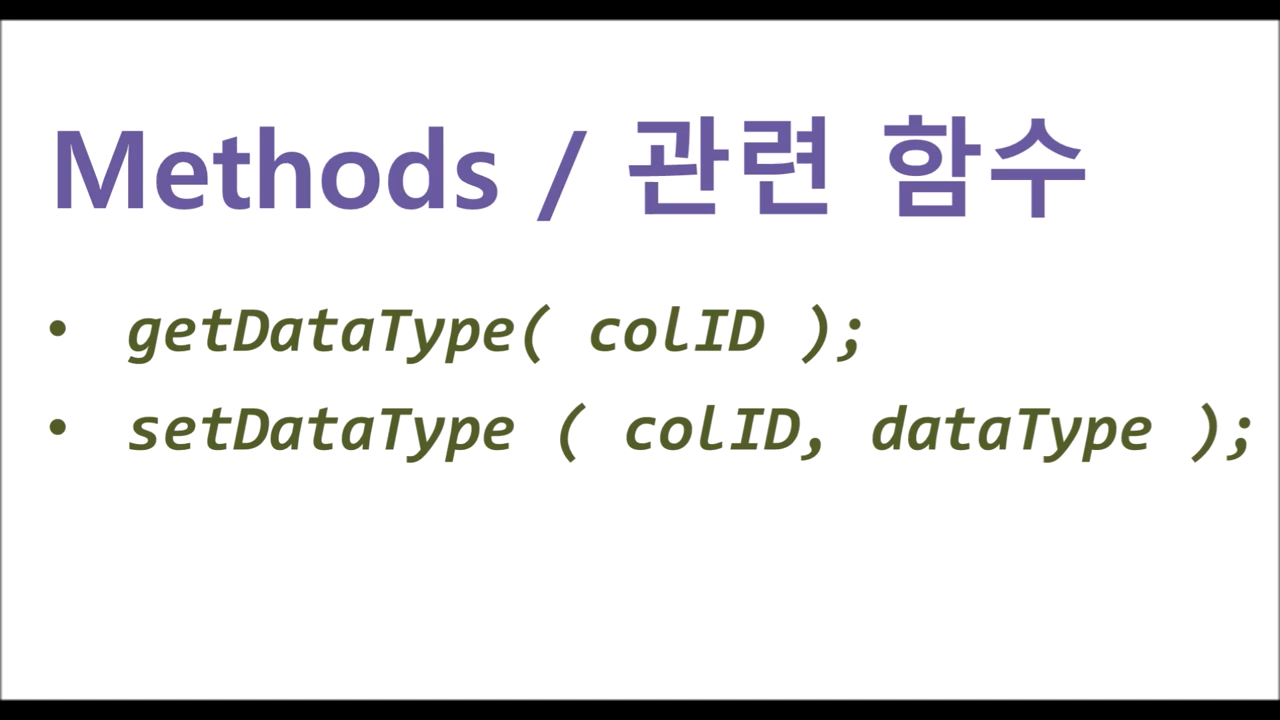 Methods / 관련 함수
• getDataType( colID );
• setDataType ( colID, dataType );